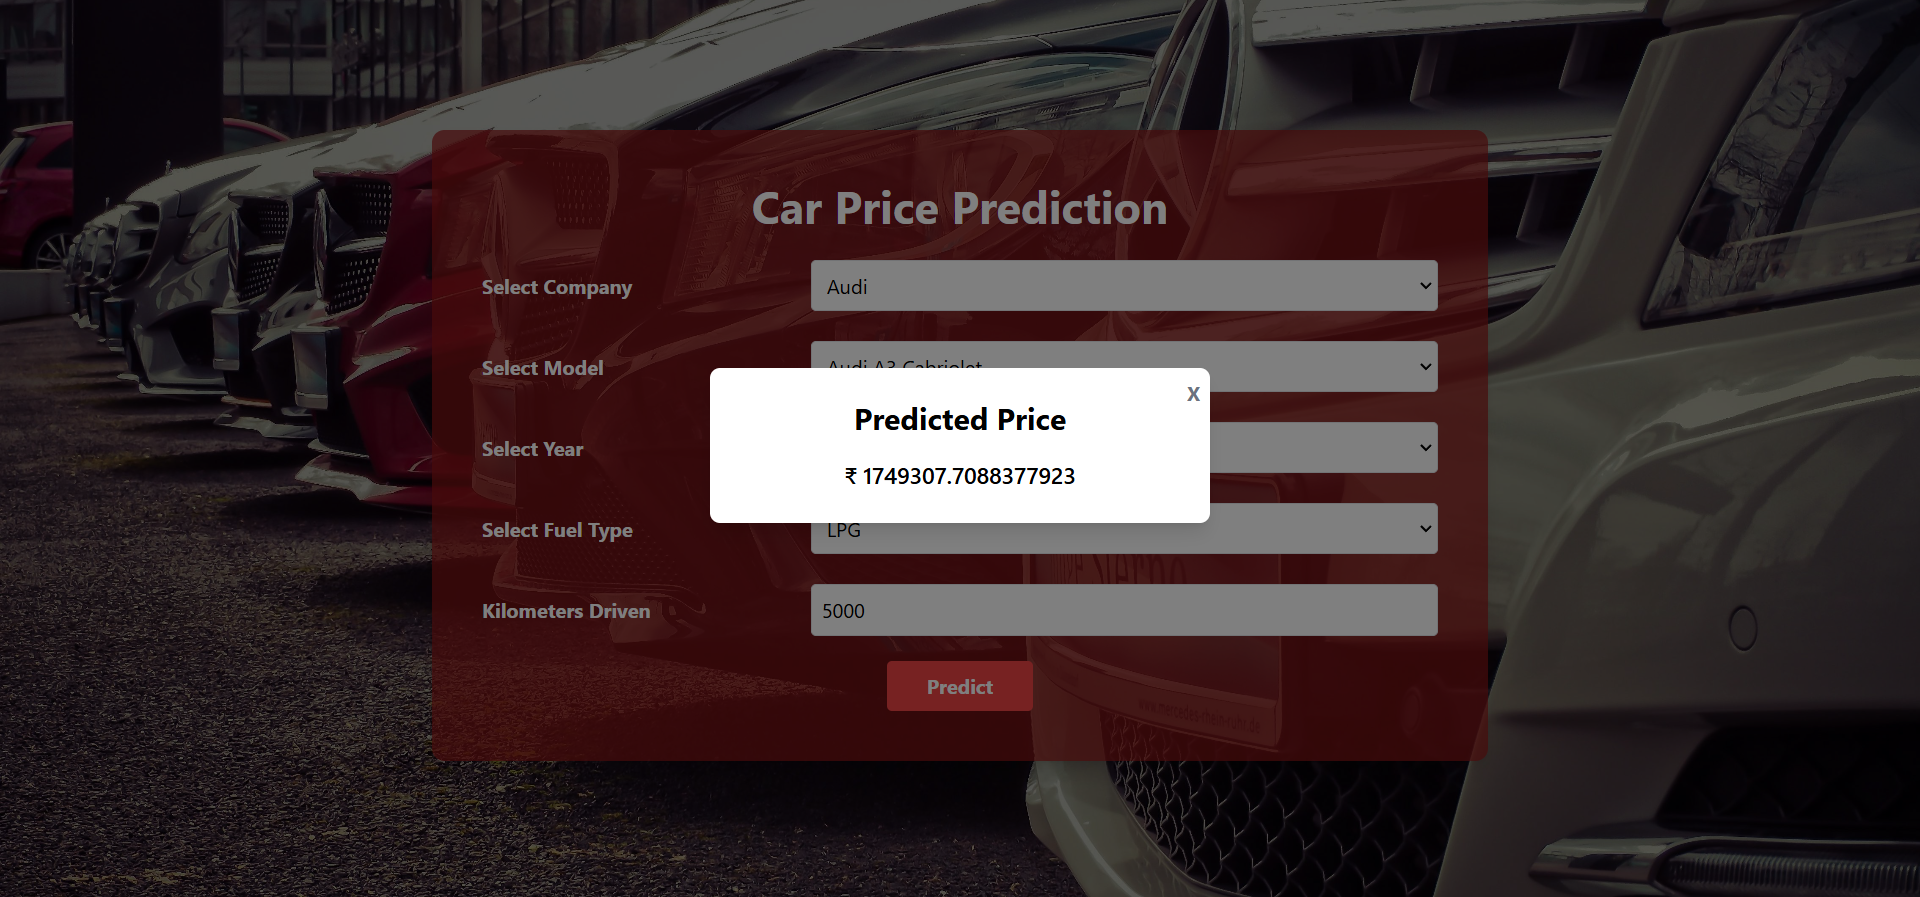 Car Price Prediction
Select Company
Audi
Select Model
Audi A3 Cabriolet
X
Predicted Price
₹ 1749307.7088377923
Select Year
Select Fuel Type
LPG
Kilometers Driven
5000
Predict